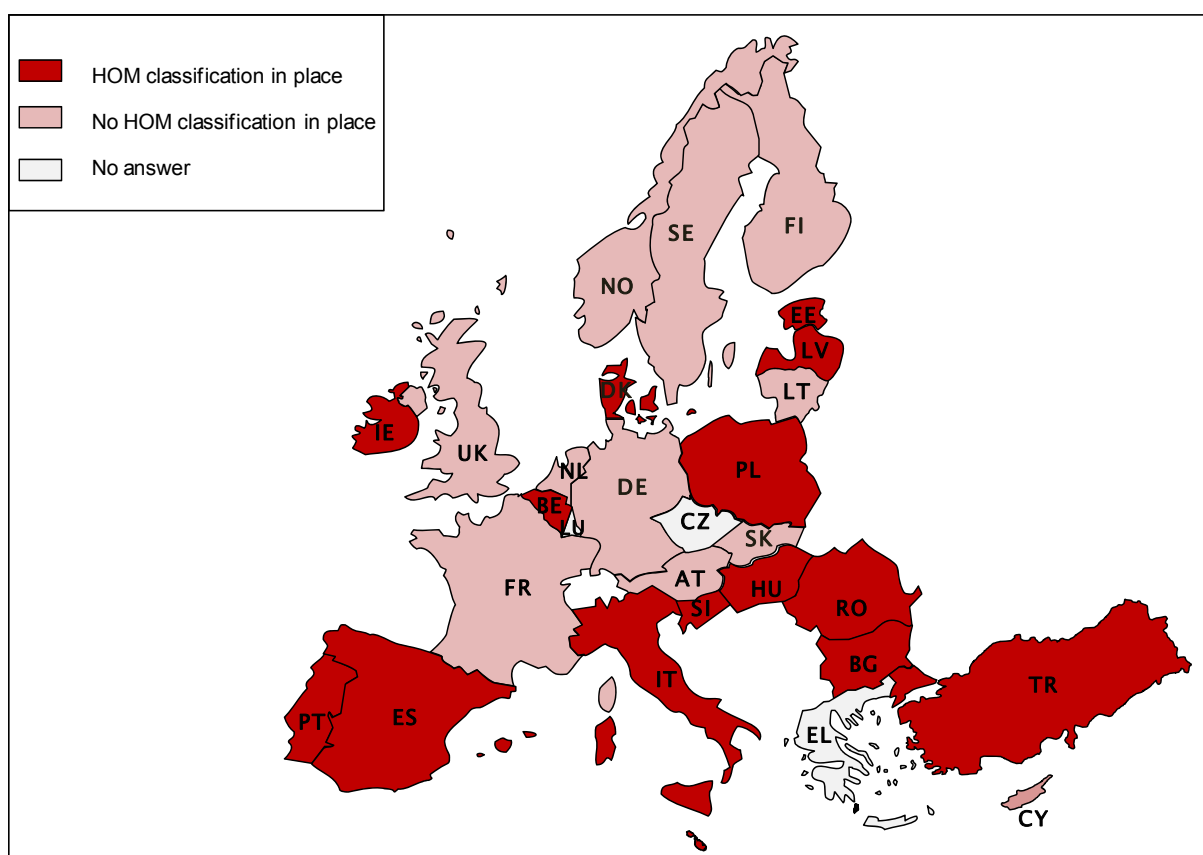 HOM classification in place
No HOM classification in place
No answer
SE
FI
NO
EE
LV
LT
DK
IE
UK
NL
PL
DE
BE
CZ
LU
SK
AT
FR
HU
SI
RO
BG
IT
TR
ES
PT
EL
CY